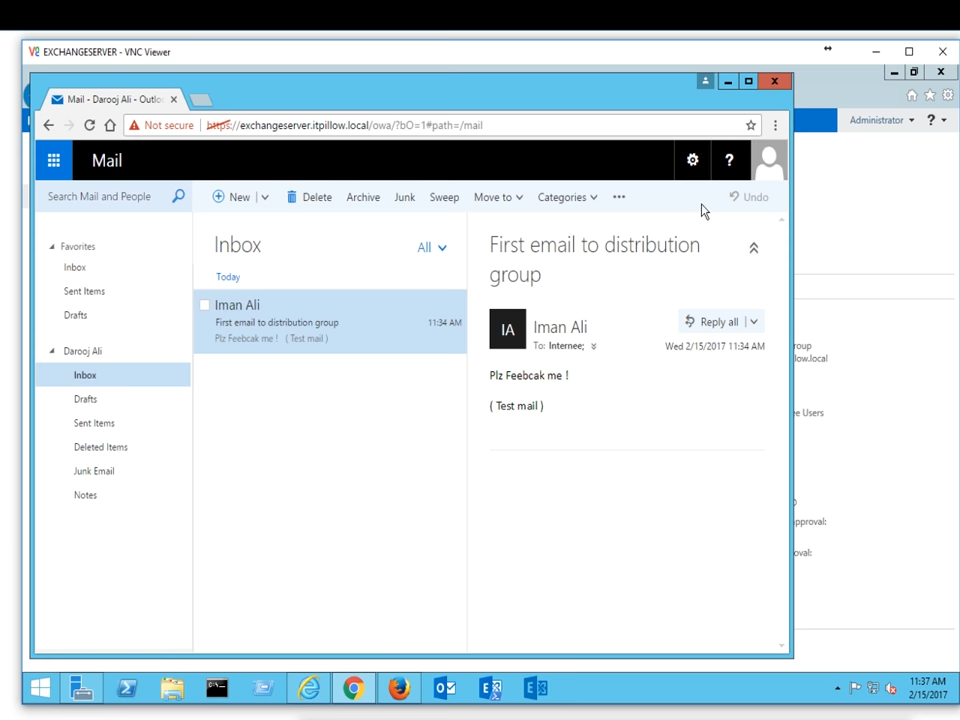 EXCHANGESERVER - VNC Viewer
Mail - Darooj Ali - Outlo
Not secure https://exchangeserver.itpillow.local/owa/?bO=1#path=/mail
Administrator ?
Mail ?
Search Mail and People
New Delete Archive Junk Sweep Move to Categories ••• Undo
Favorites
Inbox
Sent Items
Drafts
Darooj Ali
Inbox
Drafts
Sent Items
Deleted Items
Junk Email
Notes
Inbox All
Today
Iman Ali
First email to distribution group 11:34 AM
Plz Feebcak me ! ( Test mail )
First email to distribution
group
IA Iman Ali Reply all
To: Internee; Wed 2/15/2017 11:34 AM
Plz Feebcak me !
( Test mail )
roup
low.local
e Users
pproval:
oval:
11:37 AM
2/15/2017